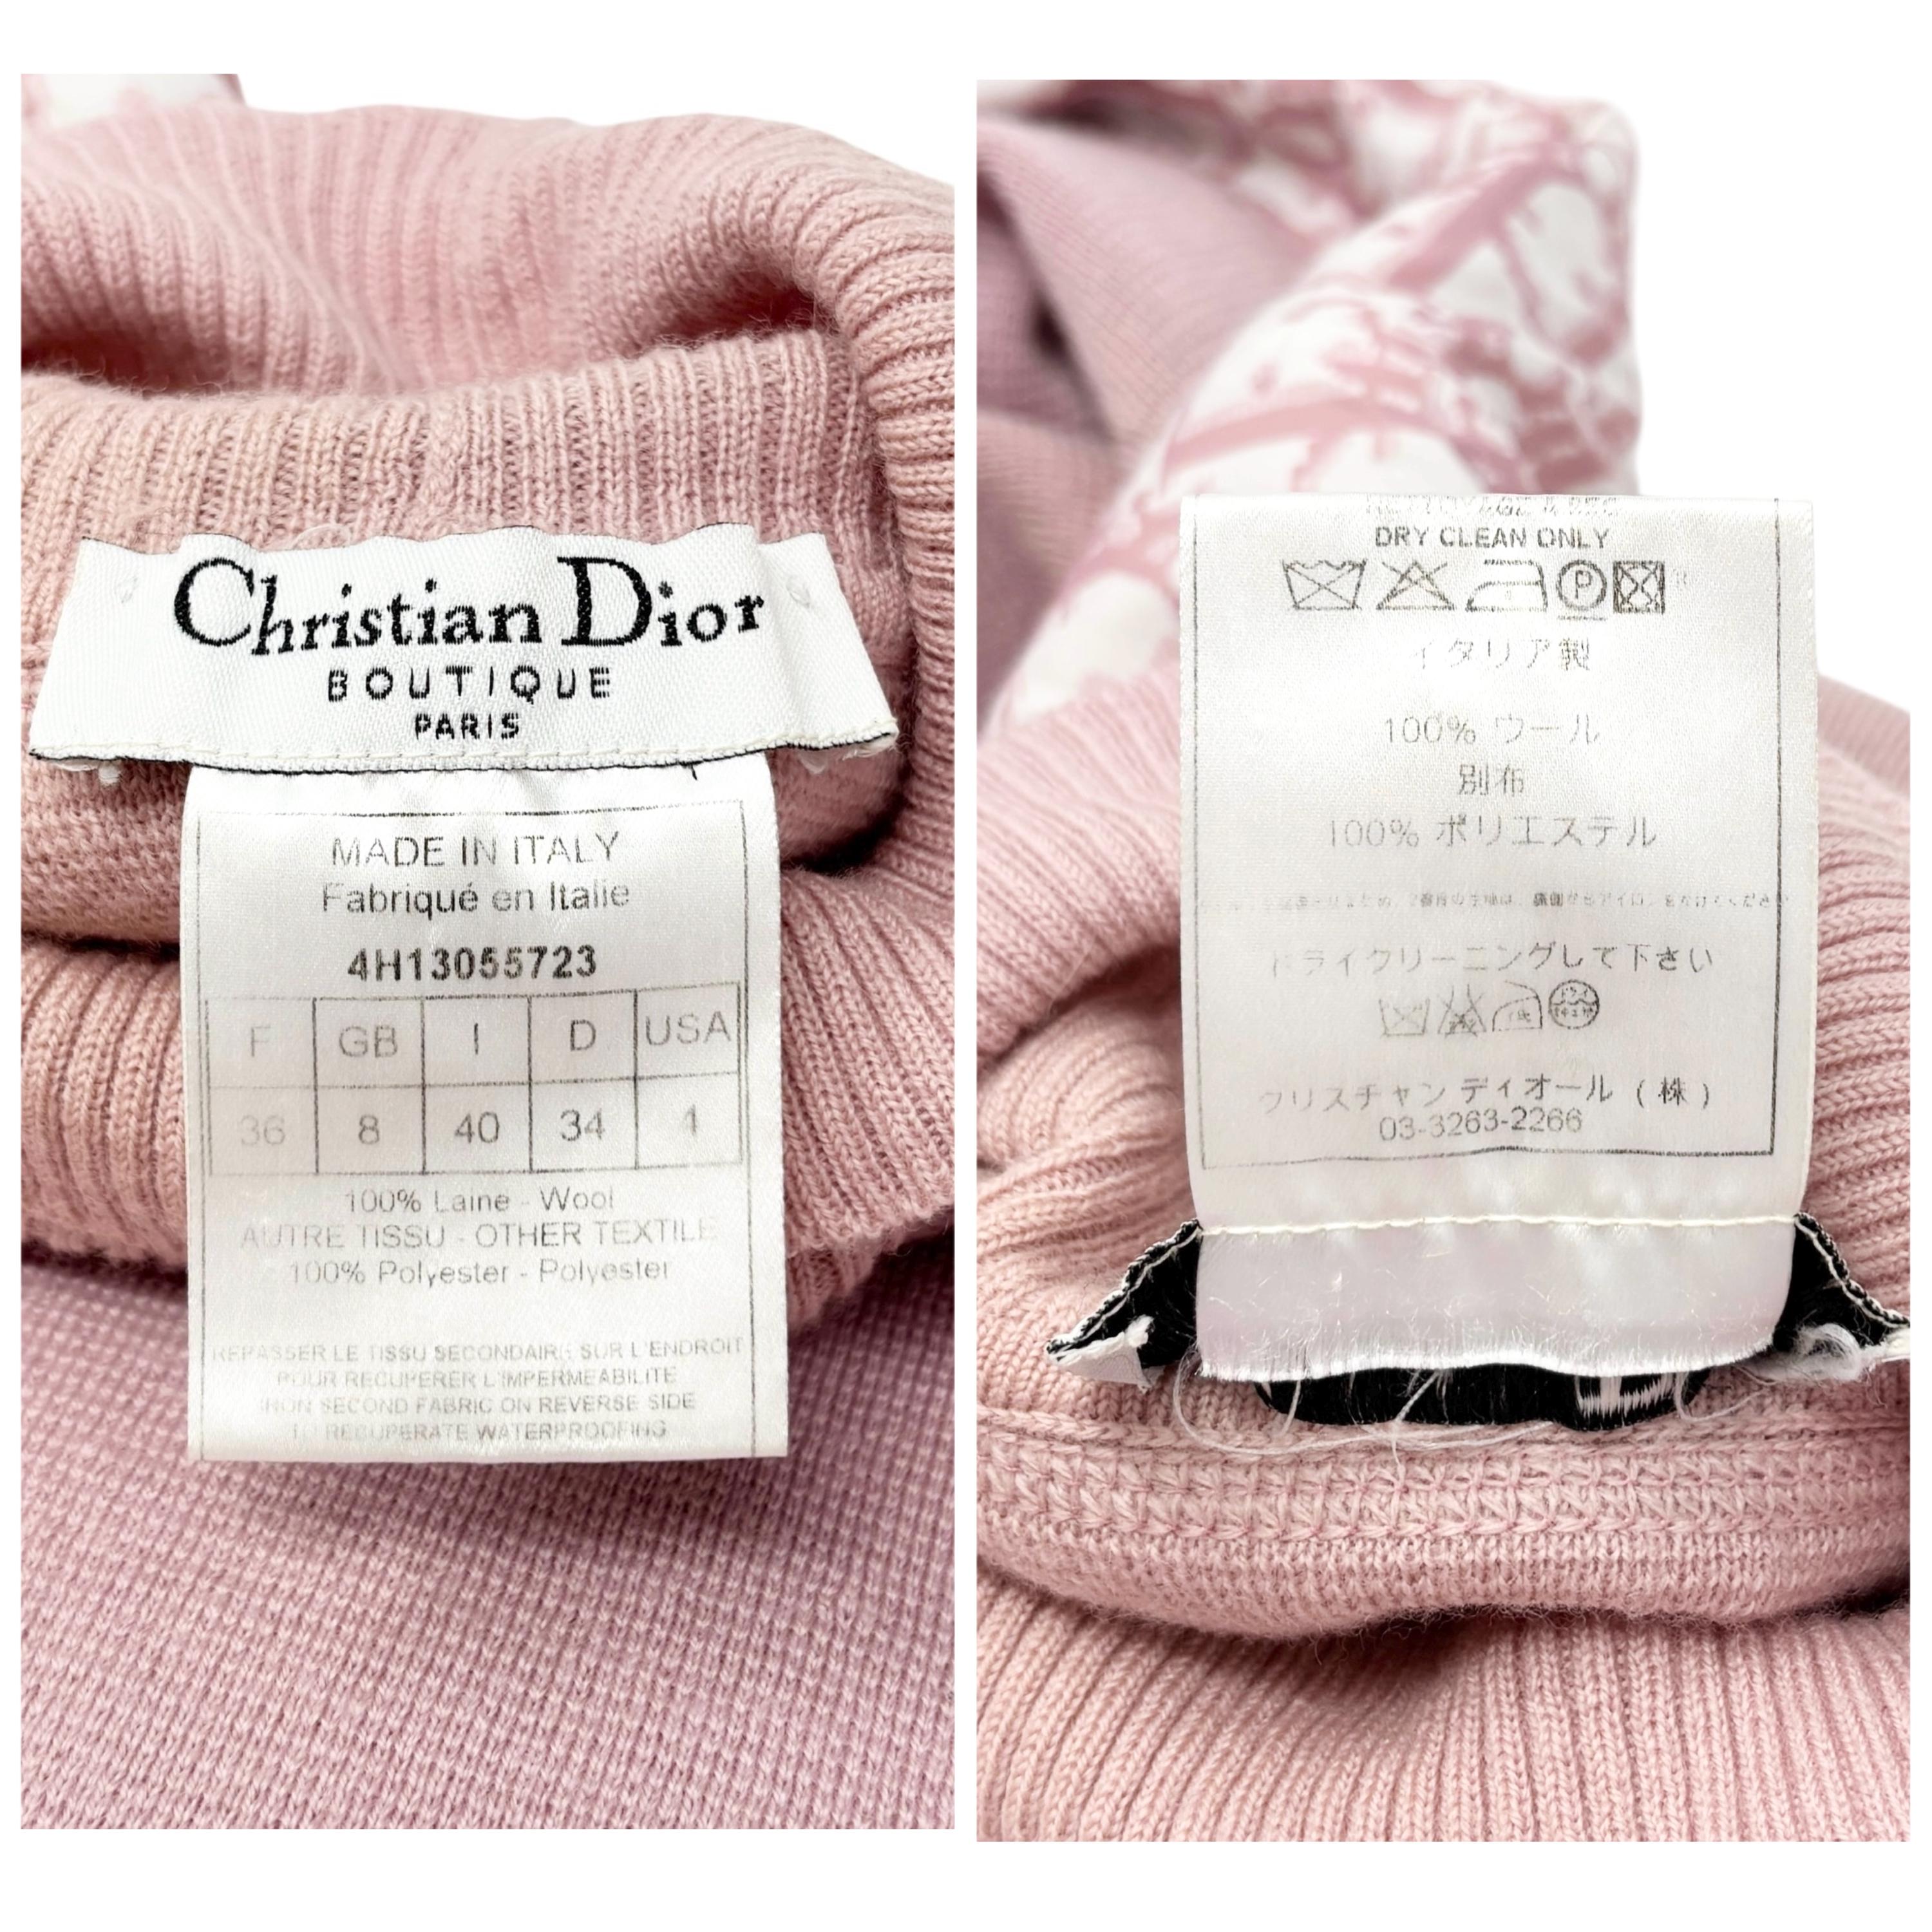 Christian Dior
BOUTIQUE
PARIS
MADE IN ITALY
Fabriqué en Italie
4H13055723
F GB I D USA
36 8 40 34 4
100% Laine - Wool
AUTRE TISSU - OTHER TEXTILE
100% Polyester - Polyester
REPASSER LE TISSU SECONDAIRE SUR L'ENDROIT
POUR RECUPERER L'IMPERMEABILITE
IRON SECOND FABRIC ON REVERSE SIDE
TO RECUPERATE WATERPROOFING
DRY CLEAN ONLY
P
イタリア製
100% ウール
別布
100% ポリエステル
ドライクリーニングして下さい
クリスチャン ディオール (株)
03-3263-2266